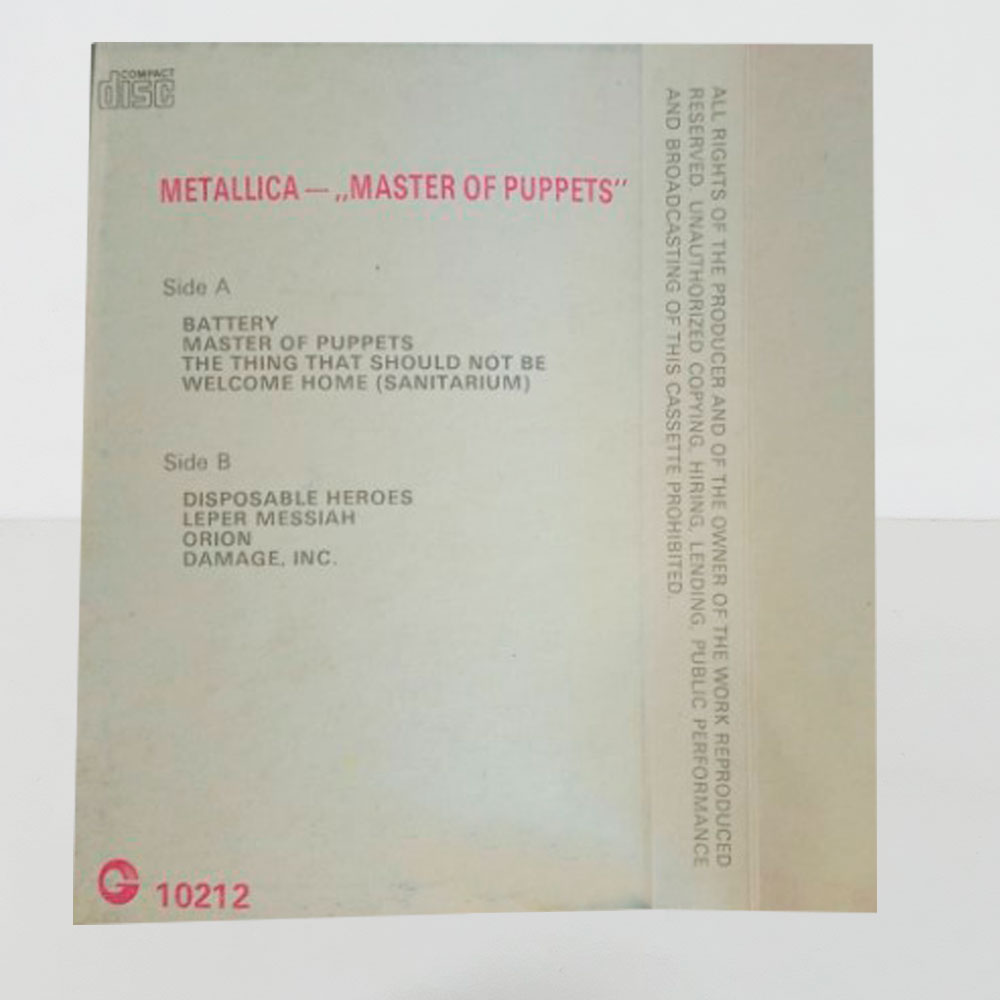 COMPACT
disc
METALLICA — „MASTER OF PUPPETS”
Side A
BATTERY
MASTER OF PUPPETS
THE THING THAT SHOULD NOT BE
WELCOME HOME (SANITARIUM)
Side B
DISPOSABLE HEROES
LEPER MESSIAH
ORION
DAMAGE, INC.
G 10212
ALL RIGHTS OF THE PRODUCER AND OF THE OWNER OF THE WORK REPRODUCED
RESERVED. UNAUTHORIZED COPYING, HIRING, LENDING, PUBLIC PERFORMANCE
AND BROADCASTING OF THIS CASSETTE PROHIBITED.